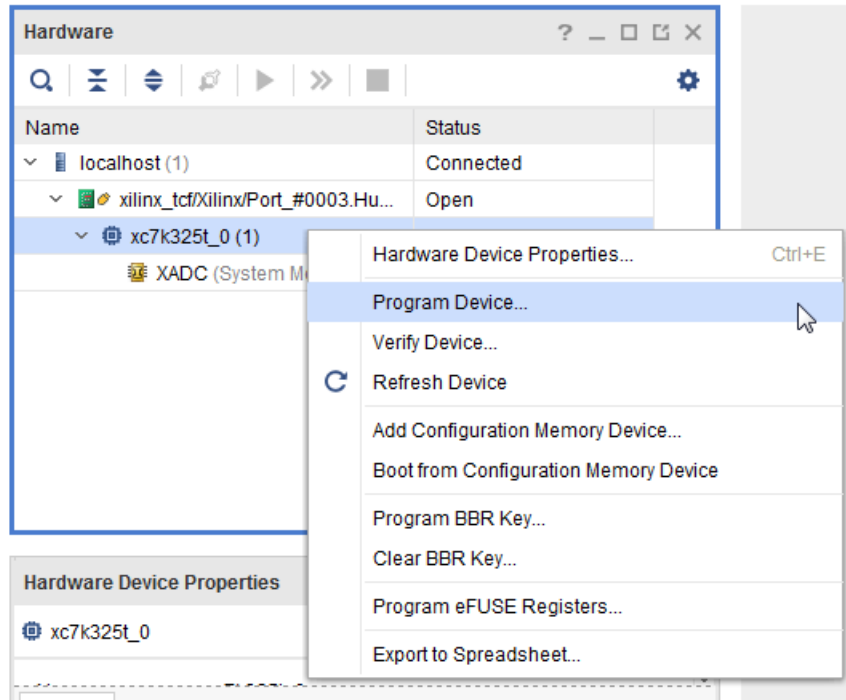 Hardware
Name Status
localhost (1) Connected
xilinx_tcf/Xilinx/Port_#0003.Hu... Open
xc7k325t_0 (1)
XADC (System
Hardware Device Properties... Ctrl+E
Program Device...
Verify Device...
Refresh Device
Add Configuration Memory Device...
Boot from Configuration Memory Device
Program BBR Key...
Clear BBR Key...
Program eFUSE Registers...
Export to Spreadsheet...
Hardware Device Properties
xc7k325t_0